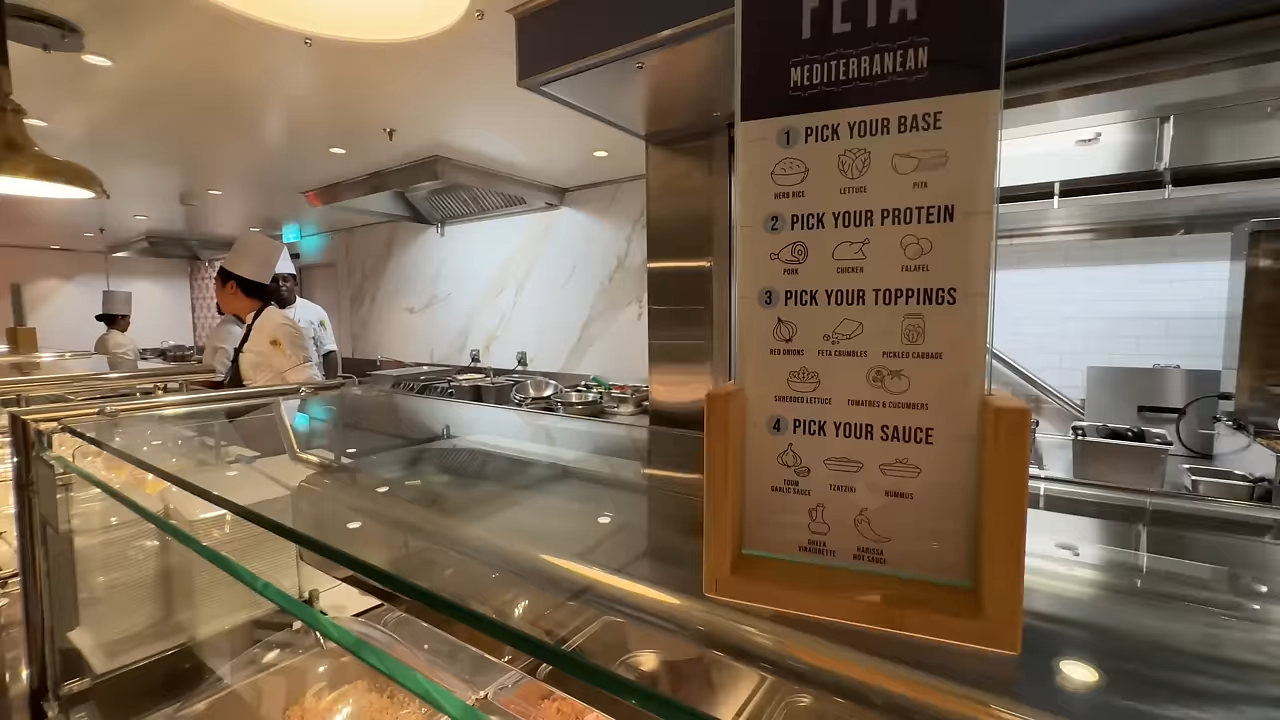 FETA
MEDITERRANEAN
1 PICK YOUR BASE
HERB RICE LETTUCE PITA
2 PICK YOUR PROTEIN
PORK CHICKEN FALAFEL
3 PICK YOUR TOPPINGS
RED ONIONS FETA CRUMBLES PICKLED CABBAGE
SHREDDED LETTUCE TOMATOES & CUCUMBERS
4 PICK YOUR SAUCE
TOUM
GARLIC SAUCE TZATZIKI HUMMUS
GREEK
VINAIGRETTE
HARISSA
HOT SAUCE